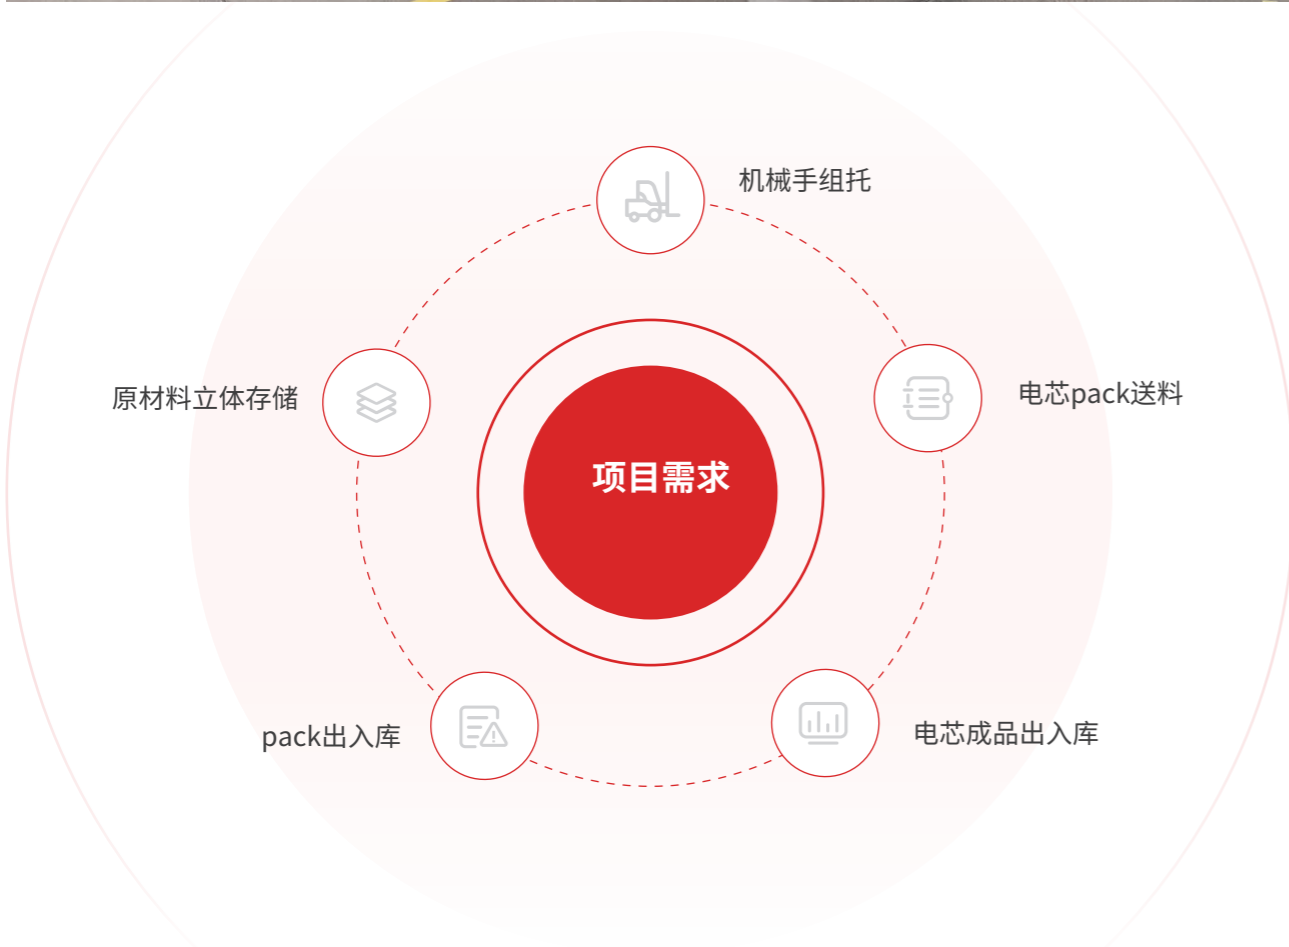 机械手组托
原材料立体存储
电芯pack送料
项目需求
pack出入库
电芯成品出入库